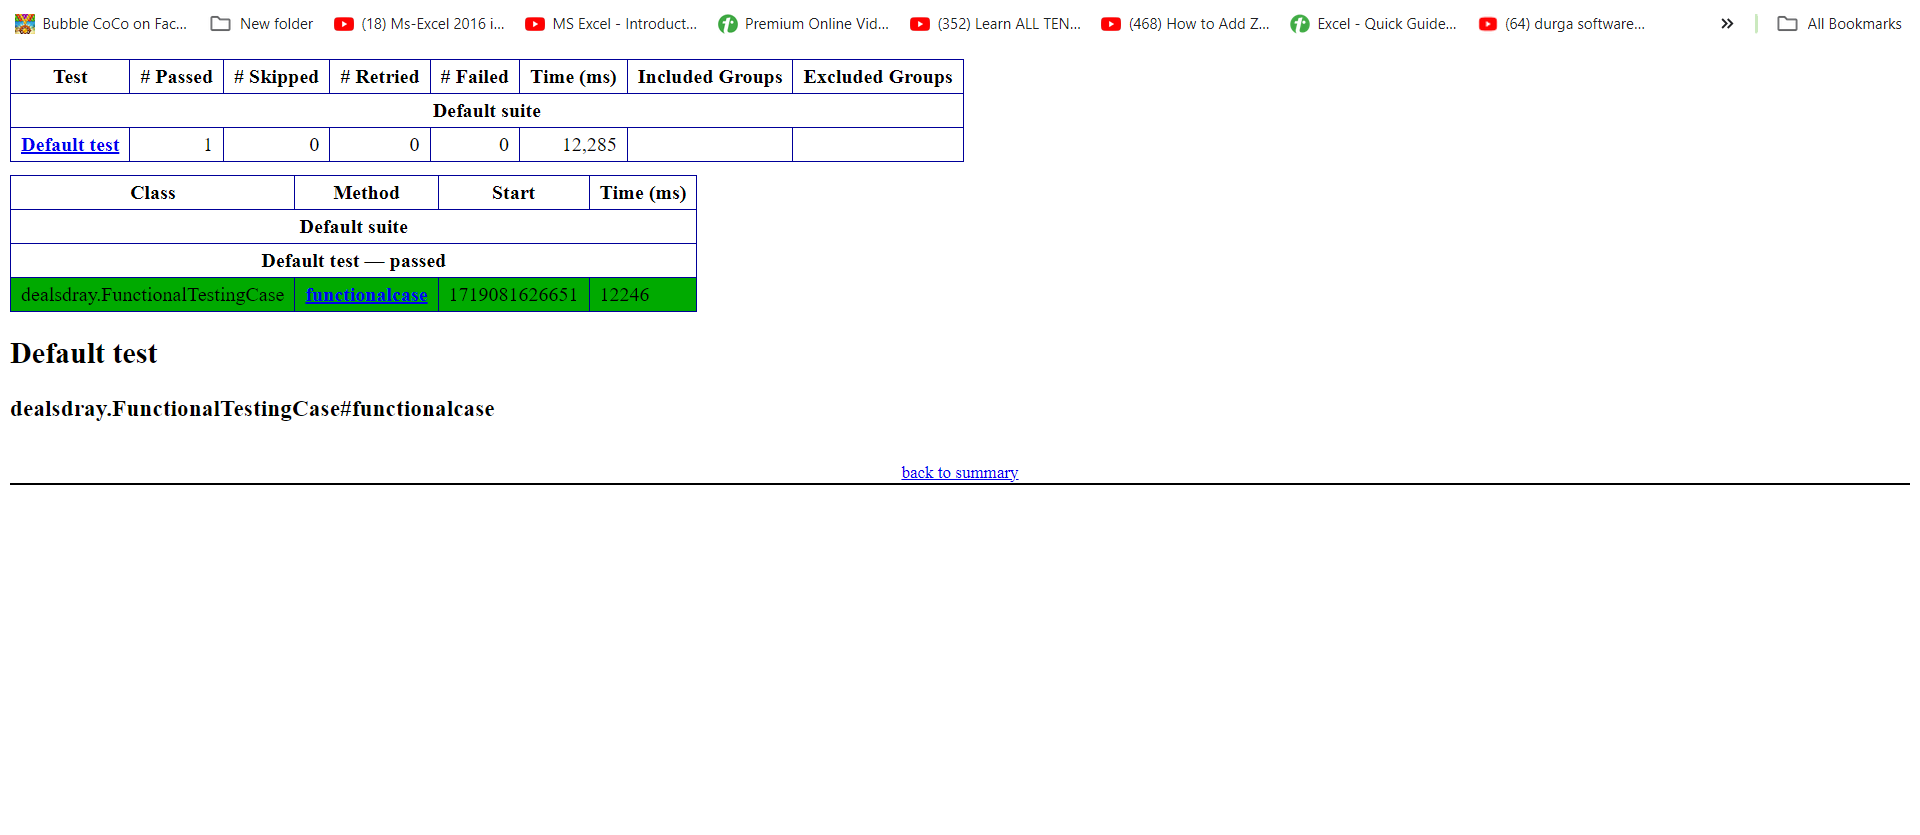 Bubble CoCo on Fac... New folder (18) Ms-Excel 2016 i... MS Excel - Introduct... Premium Online Vid... (352) Learn ALL TEN... (468) How to Add Z... Excel - Quick Guide... (64) durga software... » All Bookmarks
Test # Passed # Skipped # Retried # Failed Time (ms) Included Groups Excluded Groups
Default suite
Default test 1 0 0 0 12,285
Class Method Start Time (ms)
Default suite
Default test — passed
dealsdray.FunctionalTestingCase functionalcase 1719081626651 12246
Default test
dealsdray.FunctionalTestingCase#functionalcase
back to summary